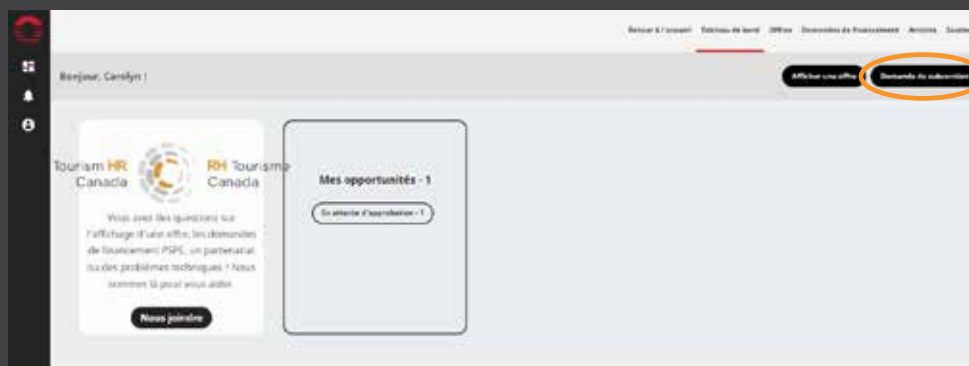 Retour à l'accueil Tableau de bord Offres Demandes de financement Articles
Bonjour, Carolyn !
Afficher une offre Demande de subvention
Tourism HR Canada
RH Tourisme Canada
Vous avez des questions sur
l'affichage d'une offre, les demandes
de financement PSPE, un partenariat
ou des problèmes techniques ? Nous
sommes là pour vous aider.
Nous joindre
Mes opportunités - 1
En attente d'approbation - 1